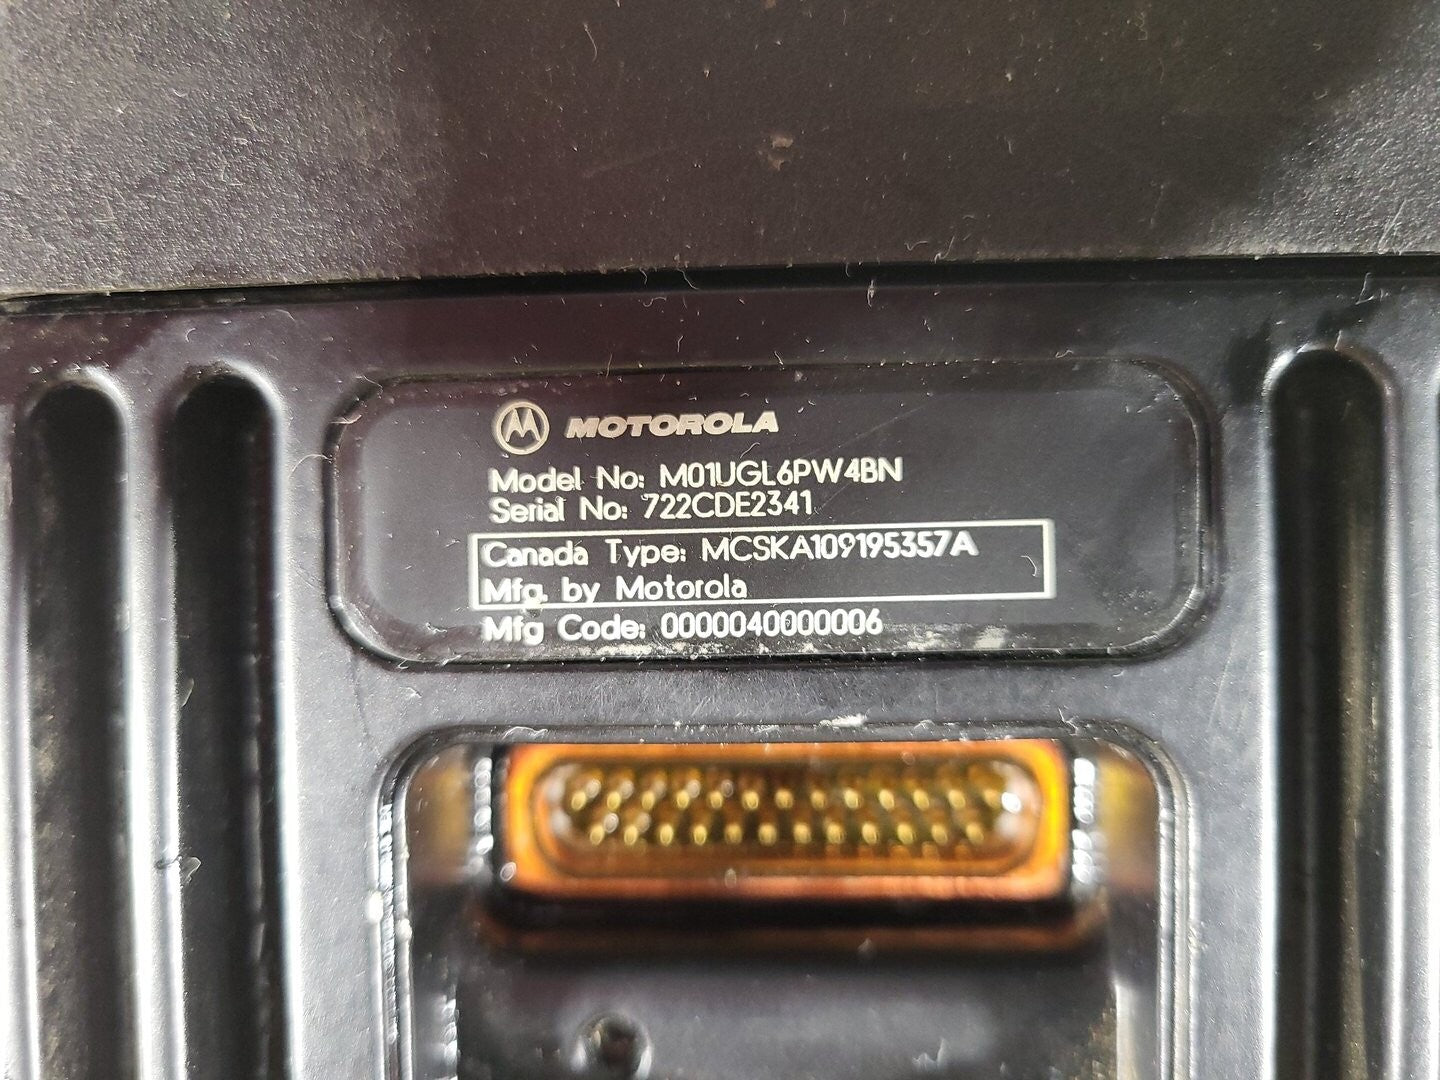 MOTOROLA
Model No: M01UGL6PW4BN
Serial No: 722CDE2341
Canada Type: MCSKA109195357A
Mfg. by Motorola
Mfg Code: 0000040000006